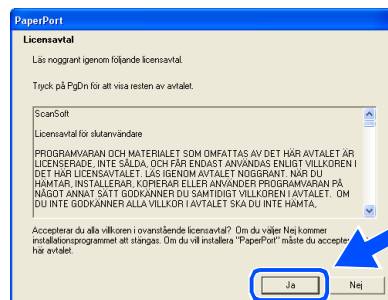 PaperPort
Licensavtal
Läs noggrant igenom följande licensavtal.
Tryck på PgDn för att visa resten av avtalet.
ScanSoft
Licensavtal för slutanvändare
PROGRAMVARAN OCH MATERIALET SOM OMFATTAS AV DET HÄR AVTALET ÄR
LICENSERADE, INTE SÅLDA, OCH FÅR ENDAST ANVÄNDAS ENLIGT VILLKOREN I
DET HÄR LICENSAVTALET. LÄS IGENOM AVTALET NOGGRANT. NÄR DU
HÄMTAR, INSTALLERAR, KOPIERAR ELLER ANVÄNDER PROGRAMVARAN PÅ
NÅGOT ANNAT SÄTT GODKÄNNER DU SAMTIDIGT VILLKOREN I AVTALET. OM
DU INTE GODKÄNNER ALLA VILLKOR I AVTALET SKA DU INTE HÄMTA,
Accepterar du alla villkoren i ovanstående licensavtal? Om du väljer Nej kommer
installationsprogrammet att stängas. Om du vill installera "PaperPort" måste du accepte
här avtalet.
Ja
Nej